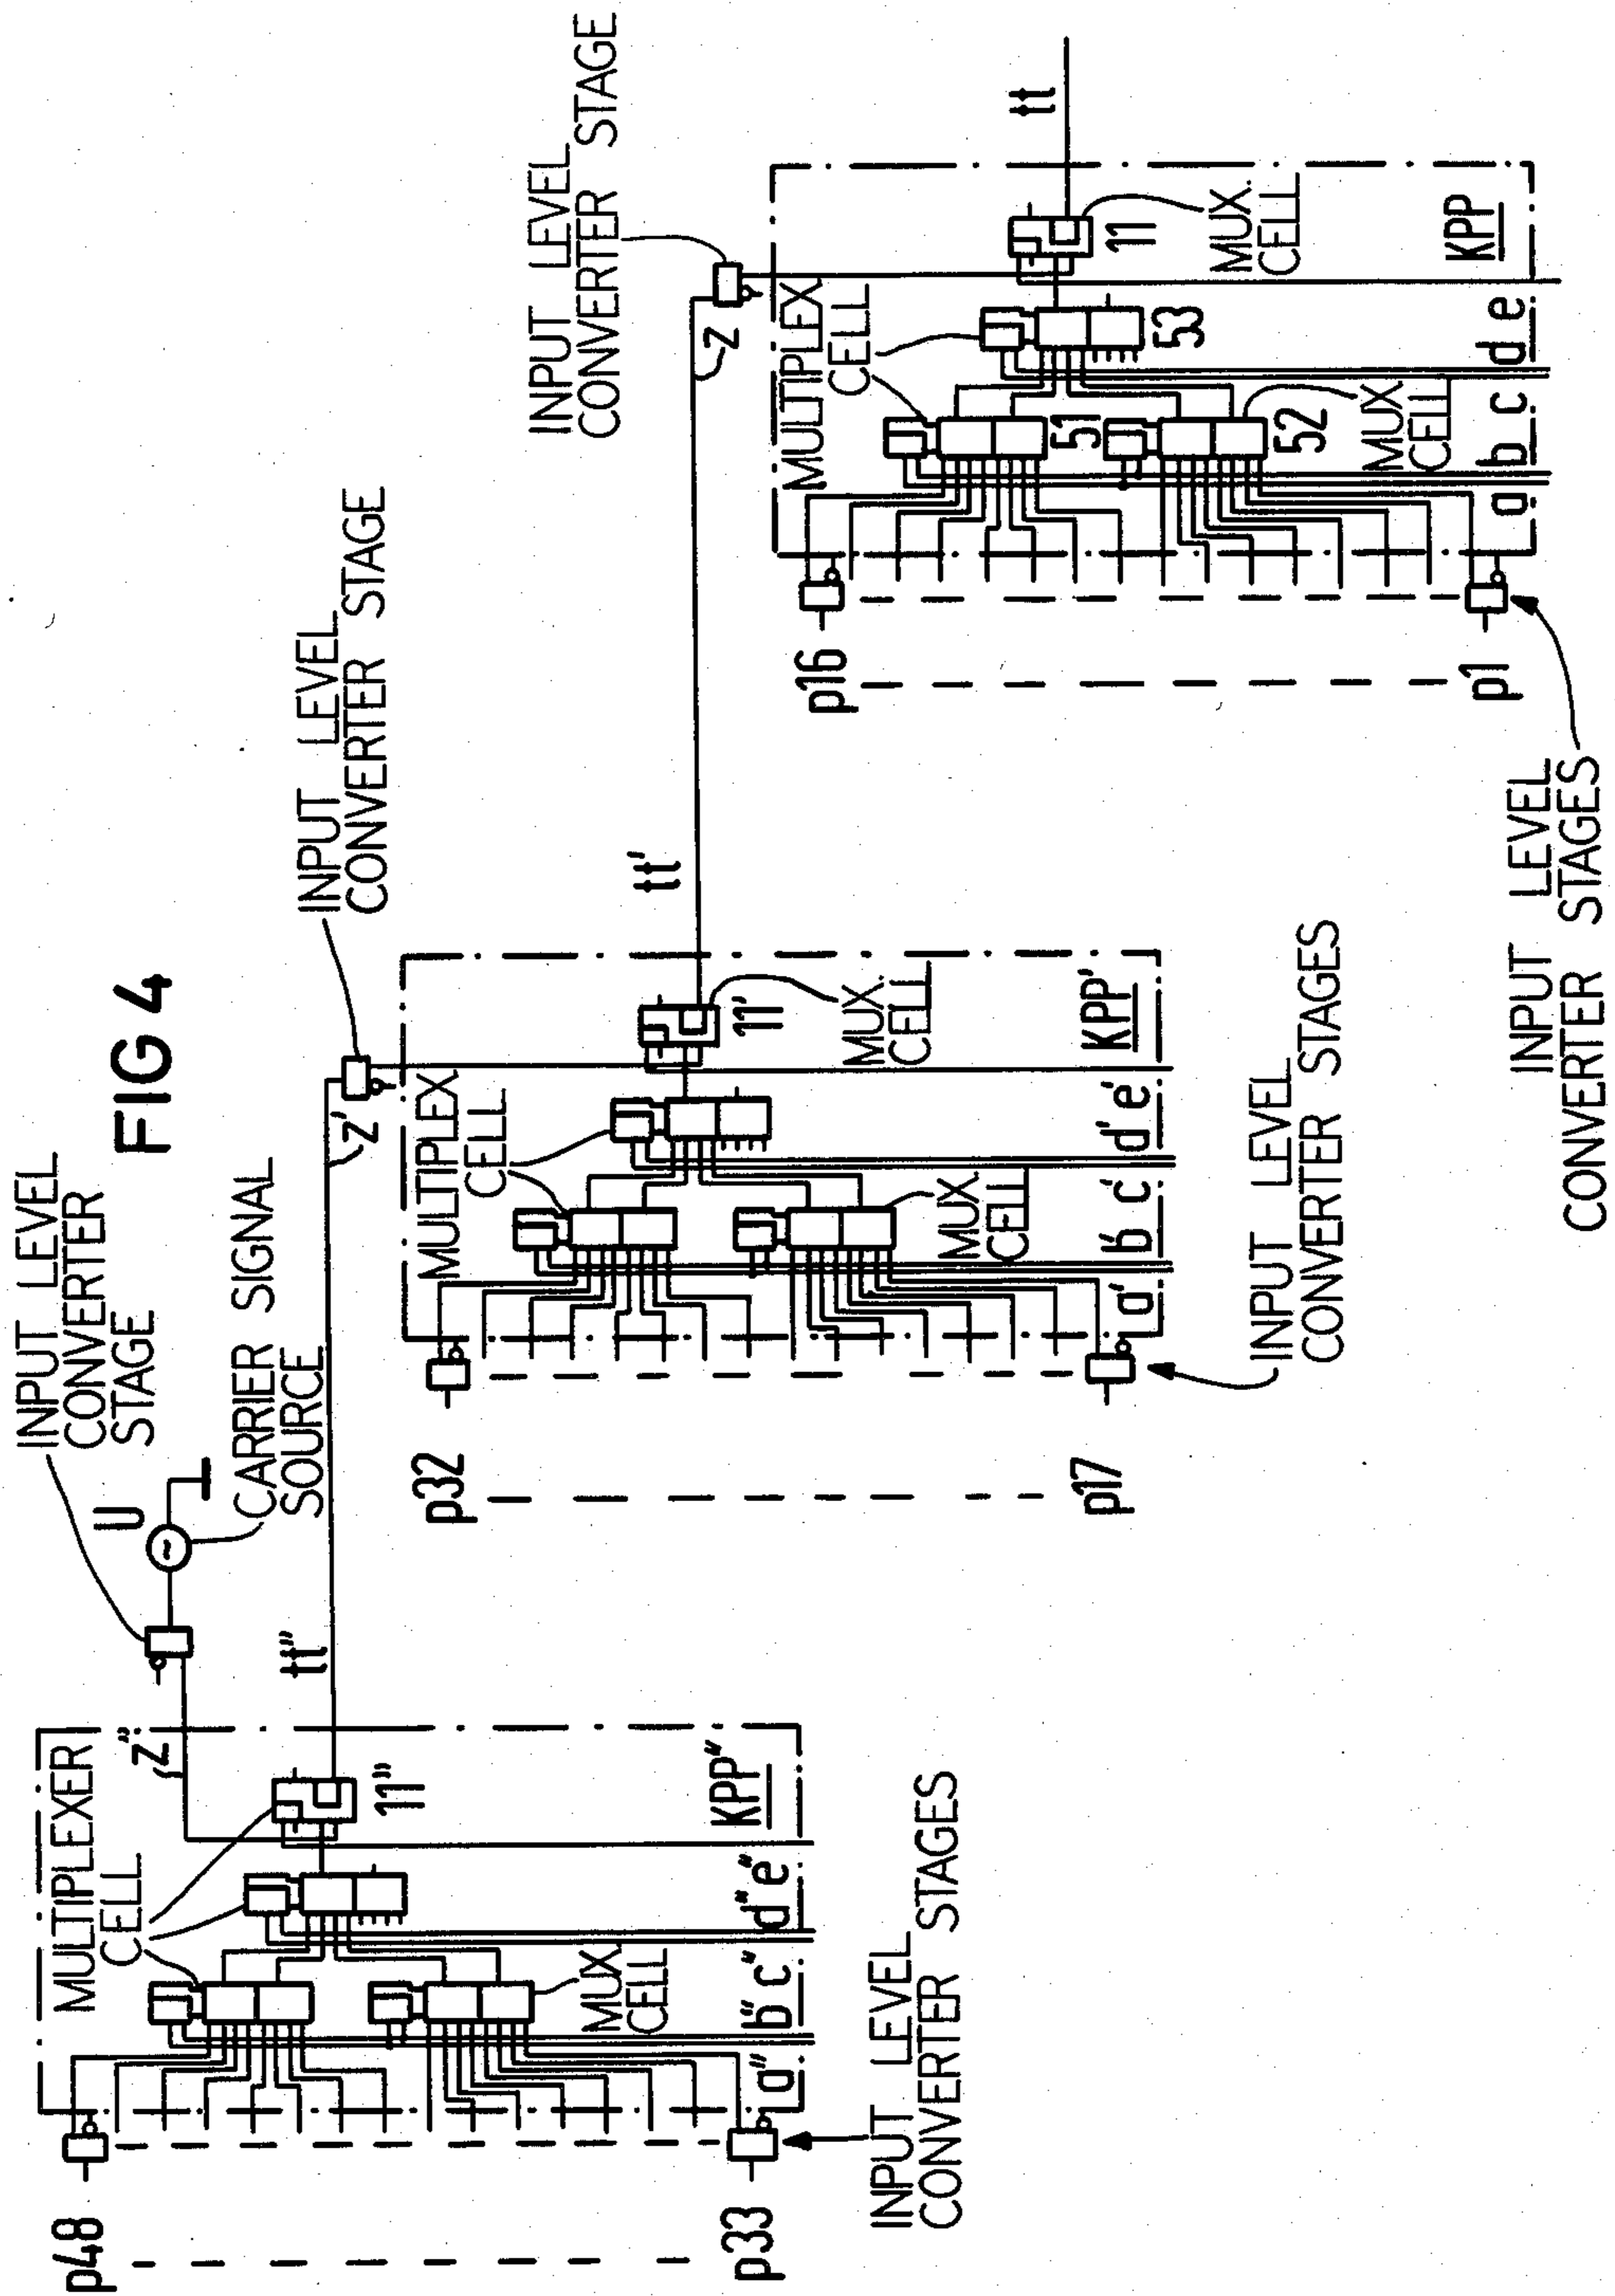 FIG 4
INPUT LEVEL
CONVERTER
STAGE
U
CARRIER SIGNAL
SOURCE
p48
p33
MULTIPLEXER
CELL
z"
11"
tt"
MUX.
CELL
KPP"
a" b" c" d" e"
INPUT LEVEL
CONVERTER STAGES
INPUT LEVEL
CONVERTER STAGE
z'
p32
p17
MULTIPLEX
CELL
11'
tt'
MUX.
CELL
MUX.
CELL
KPP'
a' b' c' d' e'
INPUT LEVEL
CONVERTER STAGES
INPUT LEVEL
CONVERTER STAGE
z
p16
p1
MULTIPLEX
CELL
51
52
53
11
tt
MUX.
CELL
MUX.
CELL
KPP
a b c d e
INPUT LEVEL
CONVERTER STAGES